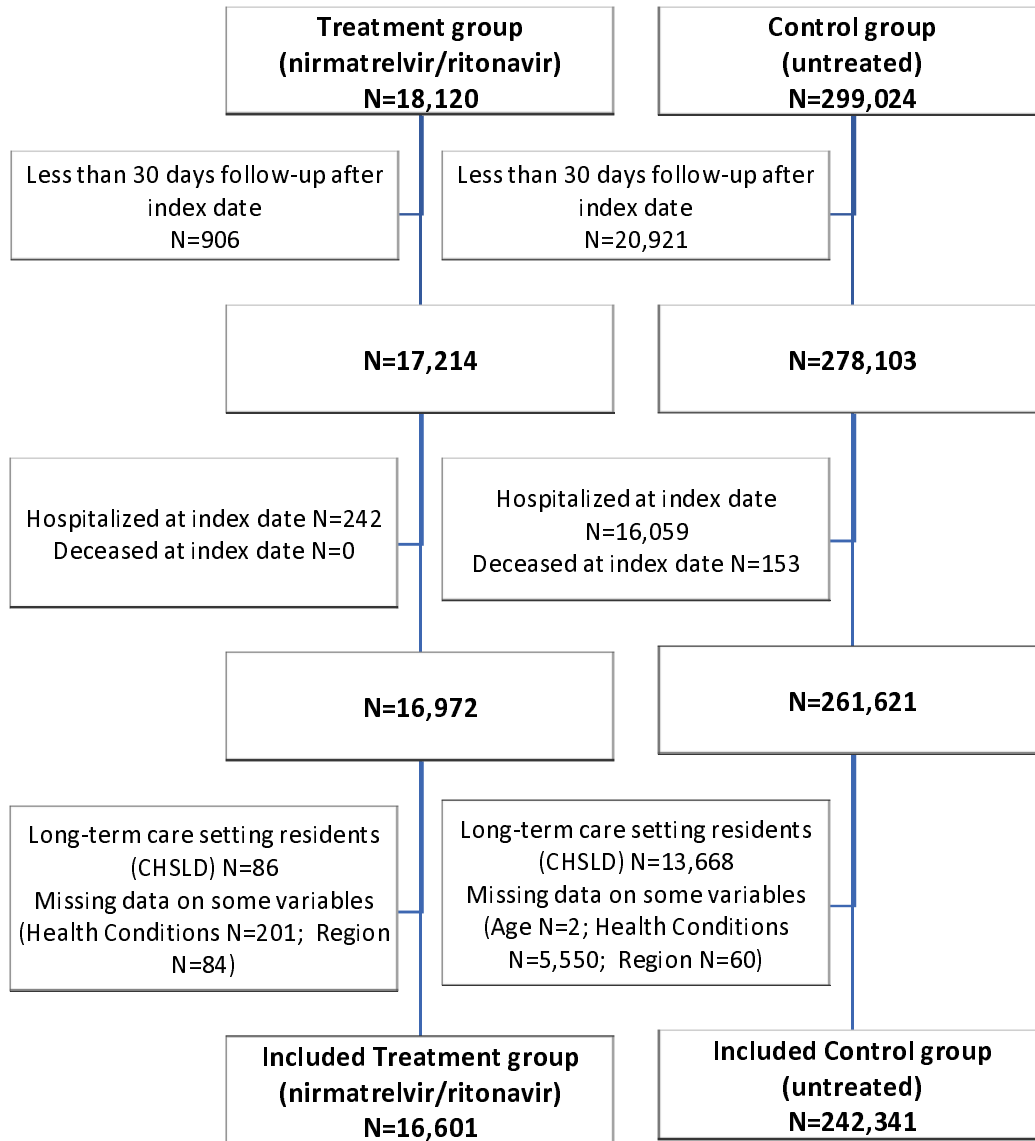 Treatment group
(nirmatrelvir/ritonavir)
N=18,120
Control group
(untreated)
N=299,024
Less than 30 days follow-up after
index date
N=906
Less than 30 days follow-up after
index date
N=20,921
N=17,214
N=278,103
Hospitalized at index date N=242
Deceased at index date N=0
Hospitalized at index date
N=16,059
Deceased at index date N=153
N=16,972
N=261,621
Long-term care setting residents
(CHSLD) N=86
Missing data on some variables
(Health Conditions N=201; Region
N=84)
Long-term care setting residents
(CHSLD) N=13,668
Missing data on some variables
(Age N=2; Health Conditions
N=5,550; Region N=60)
Included Treatment group
(nirmatrelvir/ritonavir)
N=16,601
Included Control group
(untreated)
N=242,341